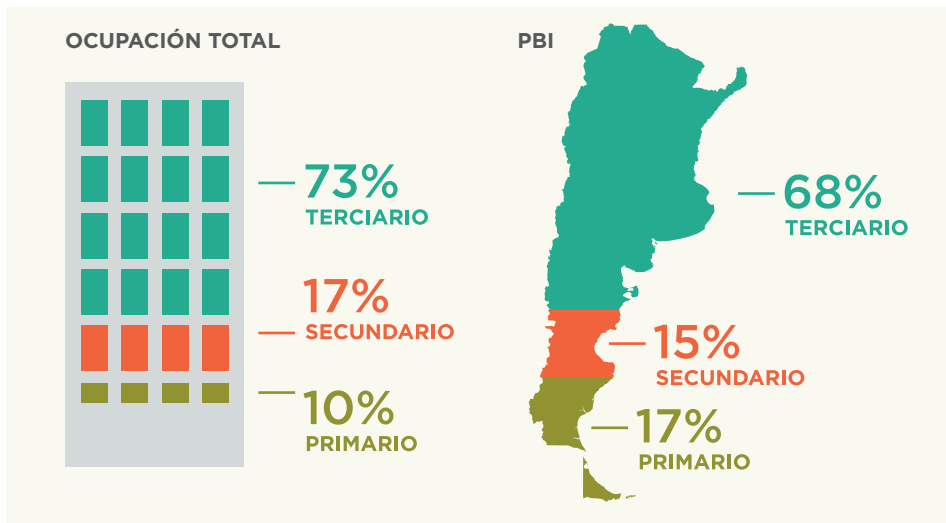 OCUPACIÓN TOTAL
73%
TERCIARIO
17%
SECUNDARIO
10%
PRIMARIO
PBI
68%
TERCIARIO
15%
SECUNDARIO
17%
PRIMARIO